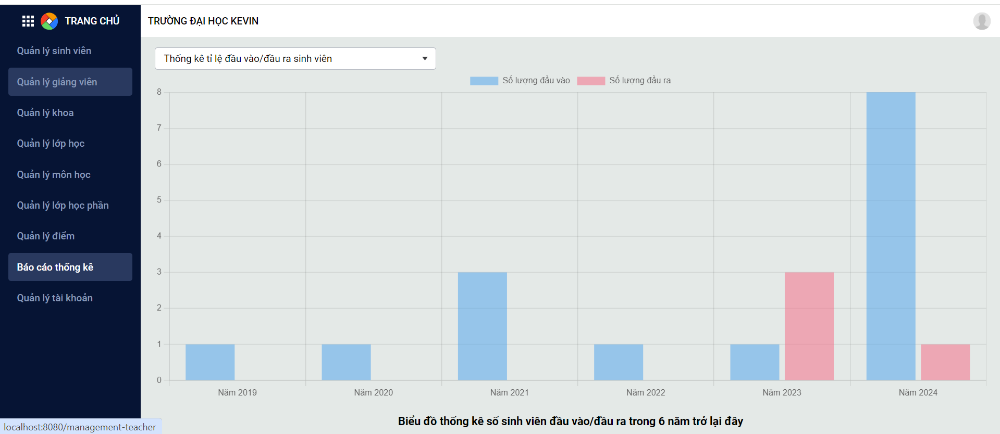 TRANG CHỦ
TRƯỜNG ĐẠI HỌC KEVIN
Quản lý sinh viên
Quản lý giảng viên
Quản lý khoa
Quản lý lớp học
Quản lý môn học
Quản lý lớp học phần
Quản lý điểm
Báo cáo thống kê
Quản lý tài khoản
Thống kê tỉ lệ đầu vào/đầu ra sinh viên
Số lượng đầu vào Số lượng đầu ra
8
7
6
5
4
3
2
1
0
Năm 2019 Năm 2020 Năm 2021 Năm 2022 Năm 2023 Năm 2024
Biểu đồ thống kê số sinh viên đầu vào/đầu ra trong 6 năm trở lại đây
localhost:8080/management-teacher